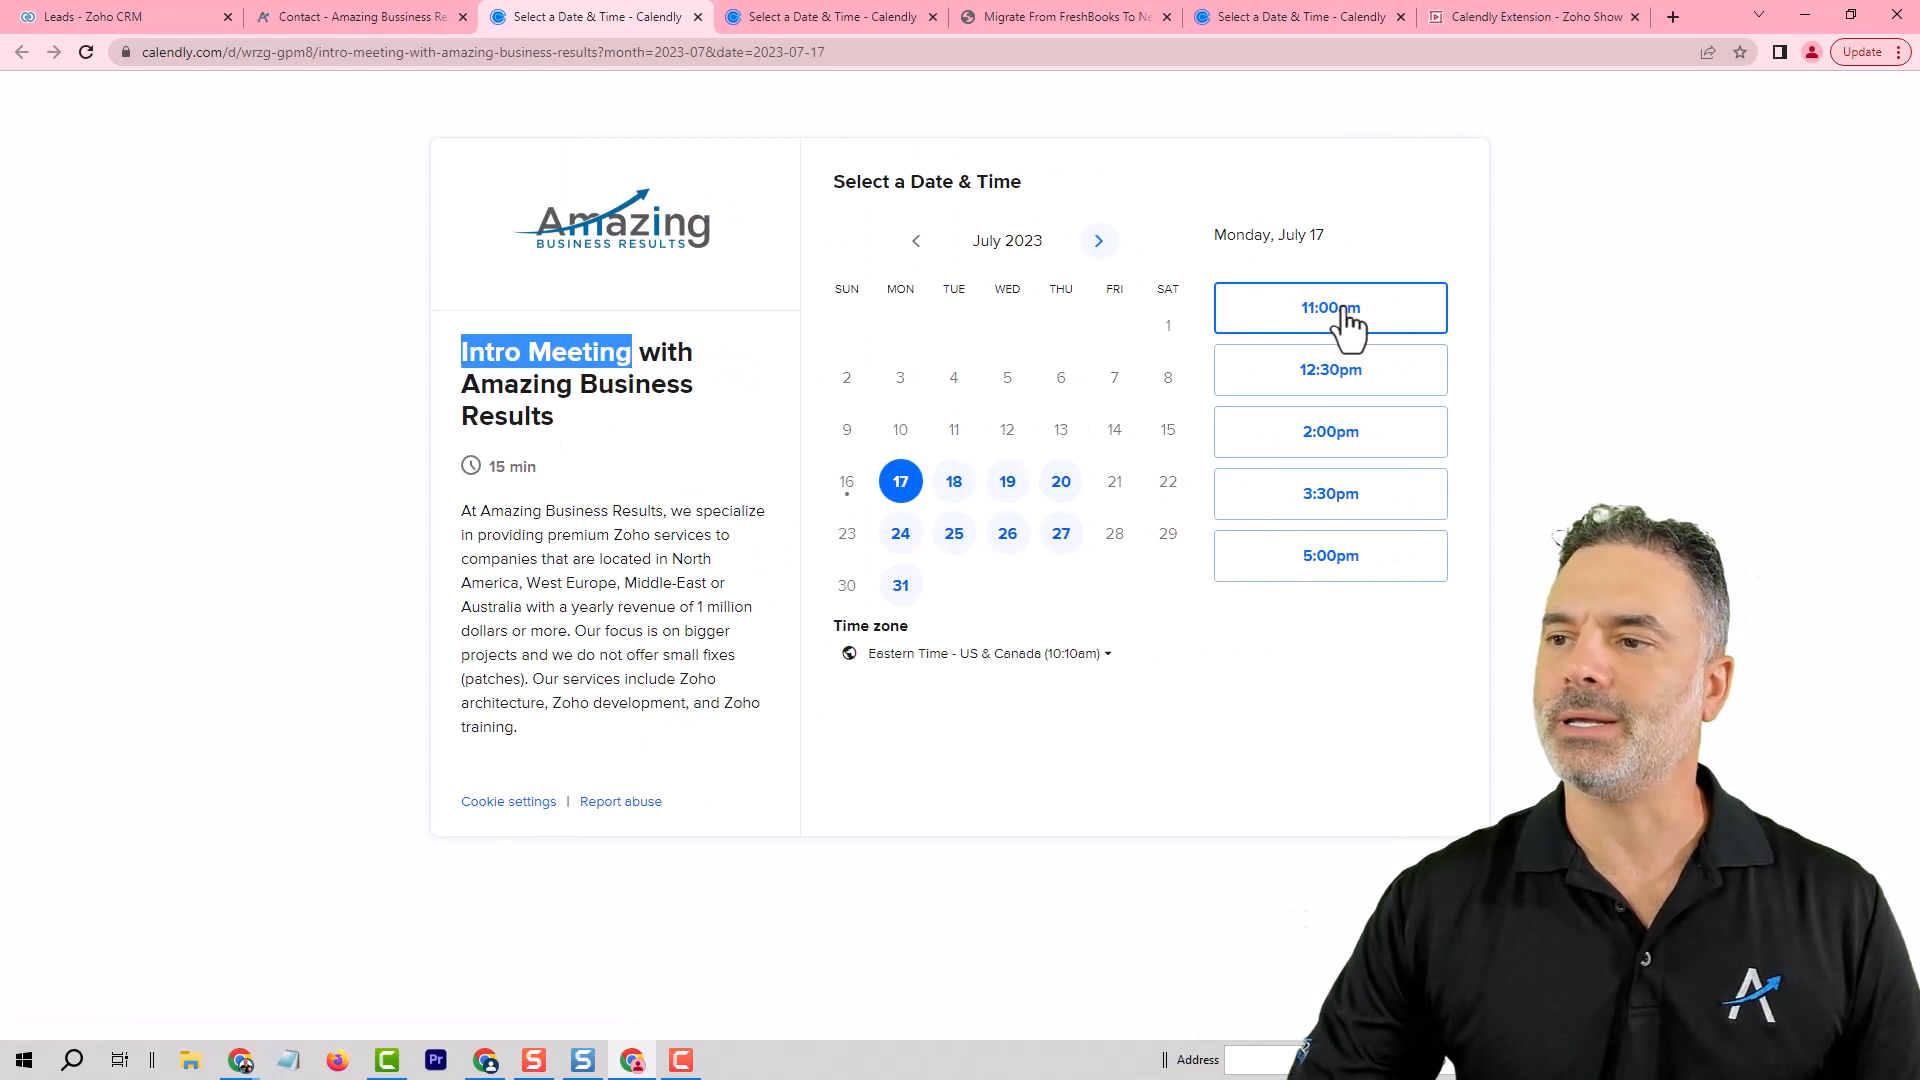 Leads - Zoho CRM
Contact - Amazing Bussiness Re
Select a Date & Time - Calendly
Select a Date & Time - Calendly
Migrate From FreshBooks To Ne
Select a Date & Time - Calendly
Calendly Extension - Zoho Show
calendly.com/d/wrzg-gpm8/intro-meeting-with-amazing-business-results?month=2023-07&date=2023-07-17
Update
Amazing
BUSINESS RESULTS
Intro Meeting with
Amazing Business
Results
15 min
At Amazing Business Results, we specialize
in providing premium Zoho services to
companies that are located in North
America, West Europe, Middle-East or
Australia with a yearly revenue of 1 million
dollars or more. Our focus is on bigger
projects and we do not offer small fixes
(patches). Our services include Zoho
architecture, Zoho development, and Zoho
training.
Cookie settings | Report abuse
Select a Date & Time
July 2023
SUN MON TUE WED THU FRI SAT
1
2 3 4 5 6 7 8
9 10 11 12 13 14 15
16 17 18 19 20 21 22
23 24 25 26 27 28 29
30 31
Time zone
Eastern Time - US & Canada (10:10am)
Monday, July 17
12:30pm
2:00pm
3:30pm
5:00pm
Pr
Address